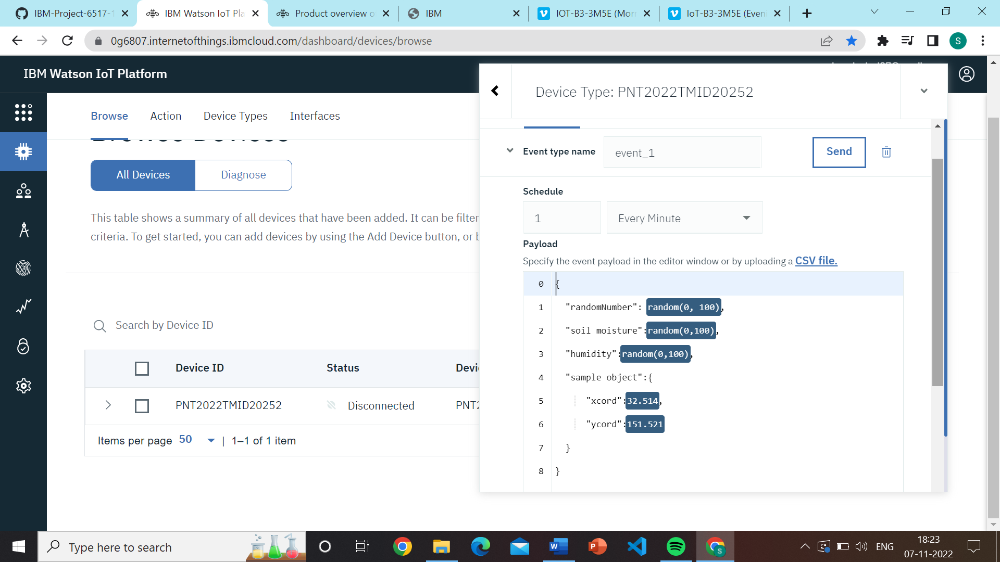 IBM-Project-6517-1
IBM Watson IoT Pla
Product overview o
IBM
IOT-B3-3M5E (Morn
IoT-B3-3M5E (Eveni
0g6807.internetofthings.ibmcloud.com/dashboard/devices/browse
S
IBM Watson IoT Platform
Browse Action Device Types Interfaces
Browse Devices
All Devices Diagnose
This table shows a summary of all devices that have been added. It can be filter
criteria. To get started, you can add devices by using the Add Device button, or b
Search by Device ID
Device ID Status Devi
PNT2022TMID20252 Disconnected PNT2
Items per page 50 | 1–1 of 1 item
Device Type: PNT2022TMID20252
Event type name event_1 Send
Schedule
1 Every Minute
Payload
Specify the event payload in the editor window or by uploading a CSV file.
0 {
1 "randomNumber": random(0, 100),
2 "soil moisture":random(0,100),
3 "humidity":random(0,100),
4 "sample object":{
5 "xcord":32.514,
6 "ycord":151.521
7 }
8 }
Type here to search
ENG
18:23
07-11-2022